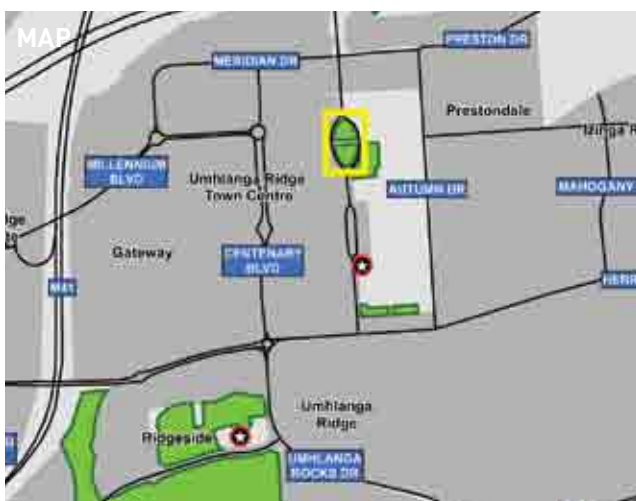 MAP
PRESTON DR
MERIDIAN DR
Prestondale
MILLENNIUM
BLVD
Umhlanga Ridge
Town Centre
AUTUMN DR
MAHOGANY
Gateway
CENTENARY
BLVD
M41
Umhlanga
Ridge
Ridgeside
UMHLANGA
ROCKS DR